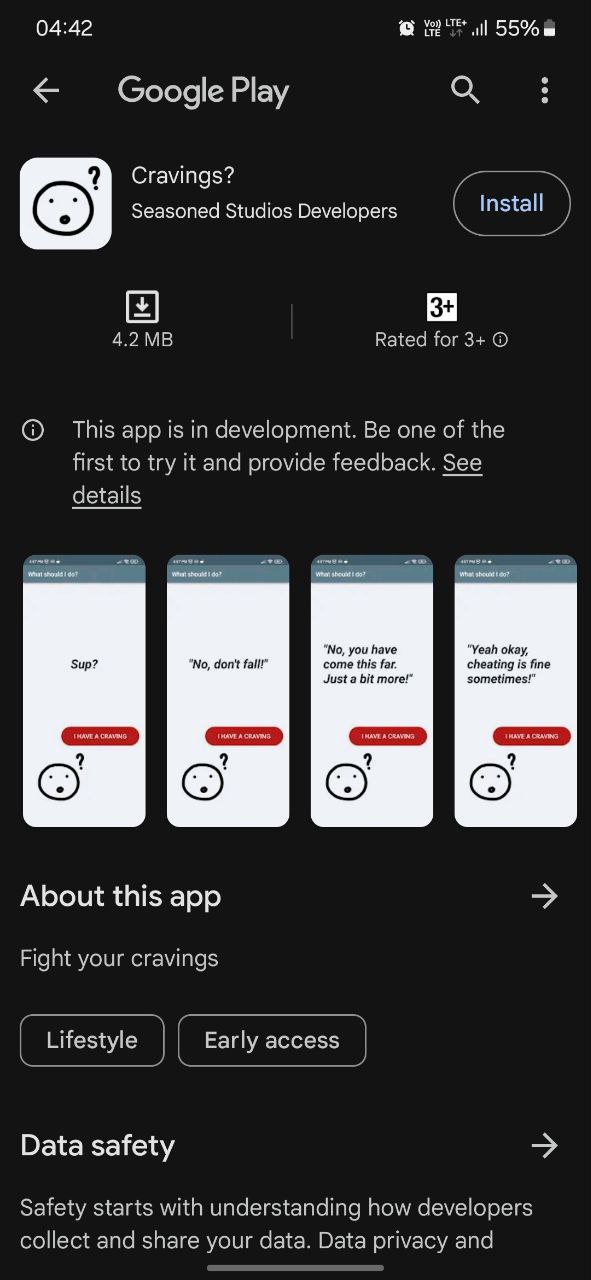 04:42
Vo)) LTE
LTE+
55%
Google Play
?
Cravings?
Seasoned Studios Developers
Install
4.2 MB
3+
Rated for 3+
This app is in development. Be one of the
first to try it and provide feedback. See
details
What should I do?
Sup?
I HAVE A CRAVING
?
What should I do?
"No, don't fall!"
I HAVE A CRAVING
?
What should I do?
"No, you have
come this far.
Just a bit more!"
I HAVE A CRAVING
?
What should I do?
"Yeah okay,
cheating is fine
sometimes!"
I HAVE A CRAVING
?
About this app
Fight your cravings
Lifestyle
Early access
Data safety
Safety starts with understanding how developers
collect and share your data. Data privacy and